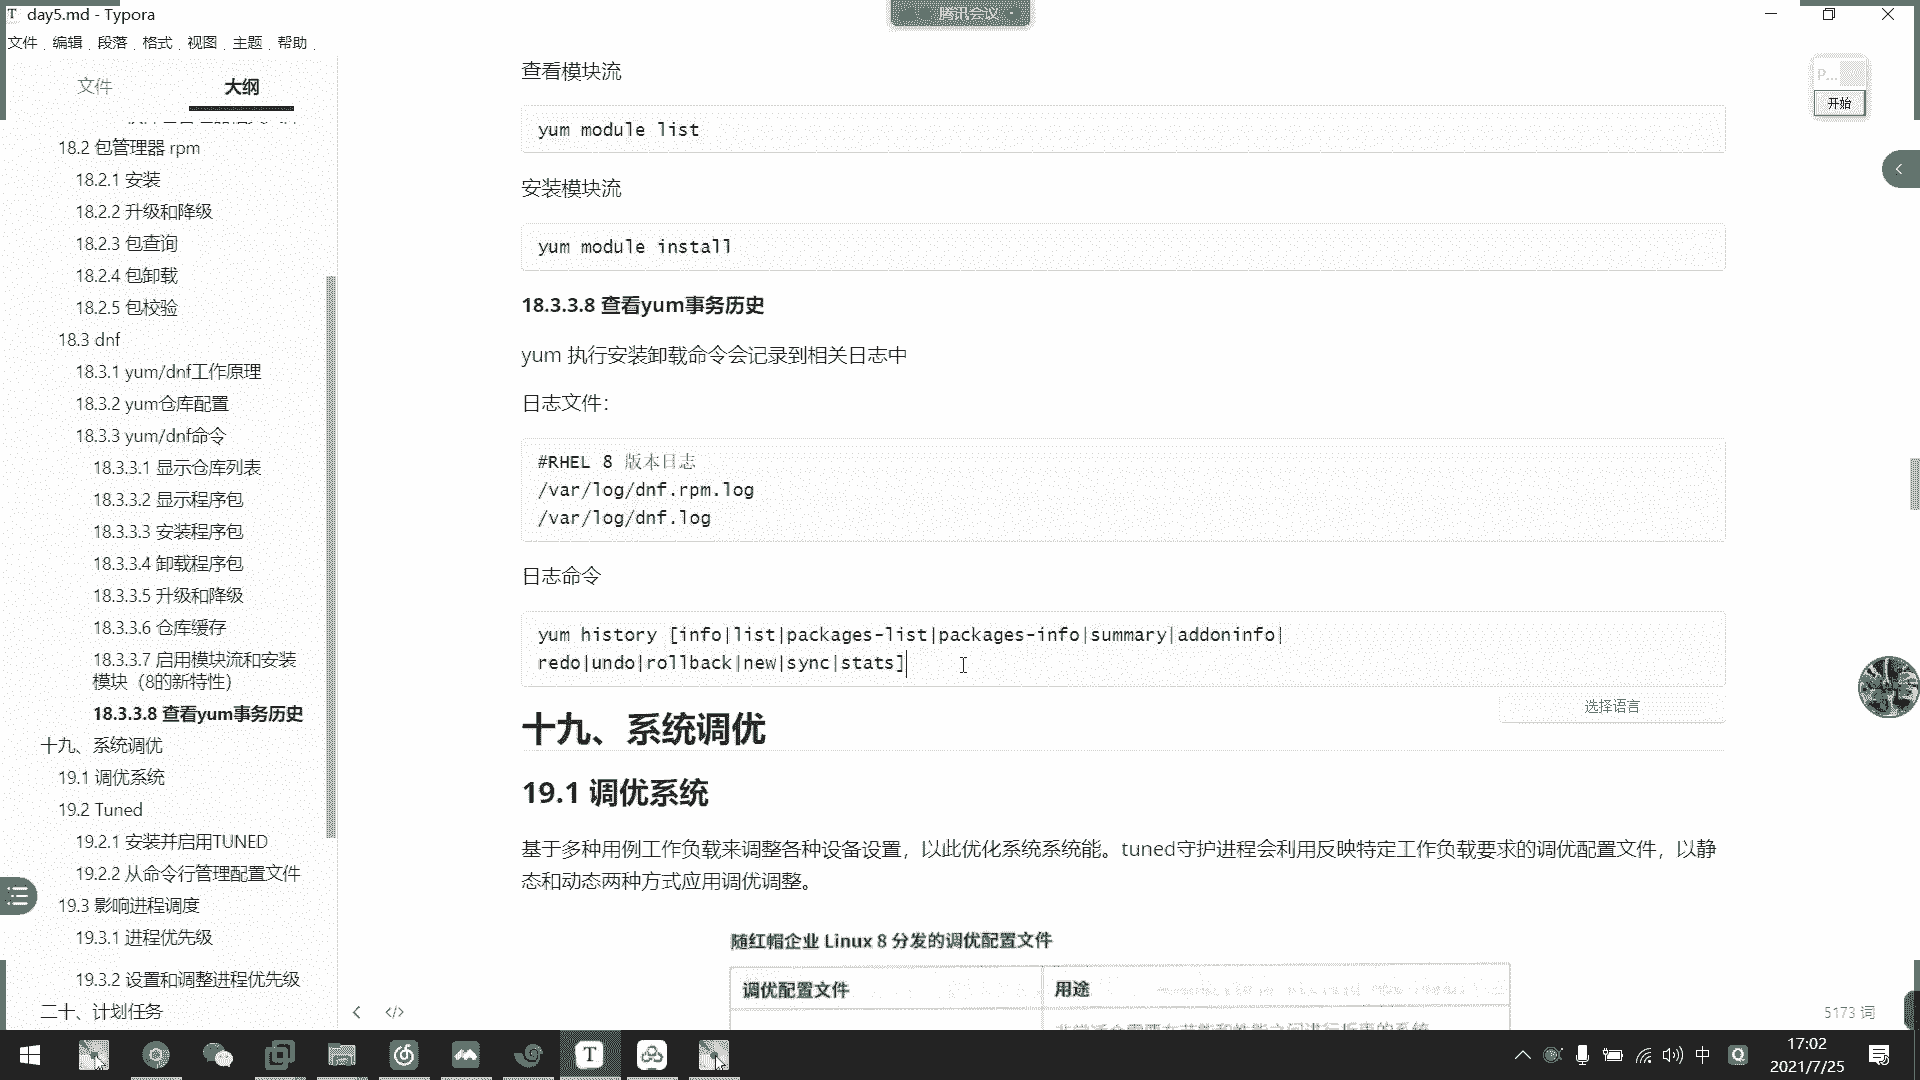 day5.md - Typora
腾讯会议
文件 编辑 段落 格式 视图 主题 帮助
文件 大纲
18.2 包管理器 rpm
18.2.1 安装
18.2.2 升级和降级
18.2.3 包查询
18.2.4 包卸载
18.2.5 包校验
18.3 dnf
18.3.1 yum/dnf工作原理
18.3.2 yum仓库配置
18.3.3 yum/dnf命令
18.3.3.1 显示仓库列表
18.3.3.2 显示程序包
18.3.3.3 安装程序包
18.3.3.4 卸载程序包
18.3.3.5 升级和降级
18.3.3.6 仓库缓存
18.3.3.7 启用模块流和安装
模块（8的新特性）
18.3.3.8 查看yum事务历史
十九、系统调优
19.1 调优系统
19.2 Tuned
19.2.1 安装并启用TUNED
19.2.2 从命令行管理配置文件
19.3 影响进程调度
19.3.1 进程优先级
19.3.2 设置和调整进程优先级
二十、计划任务
查看模块流
yum module list
安装模块流
yum module install
18.3.3.8 查看yum事务历史
yum 执行安装卸载命令会记录到相关日志中
日志文件：
#RHEL 8 版本日志
/var/log/dnf.rpm.log
/var/log/dnf.log
日志命令
yum history [info|list|packages-list|packages-info|summary|addoninfo|
redo|undo|rollback|new|sync|stats]
选择语言
十九、系统调优
19.1 调优系统
基于多种用例工作负载来调整各种设备设置，以此优化系统系统能。tuned守护进程会利用反映特定工作负载要求的调优配置文件，以静
态和动态两种方式应用调优调整。
随红帽企业 Linux 8 分发的调优配置文件
调优配置文件 用途
P...
开始
5173 词
中
17:02
2021/7/25